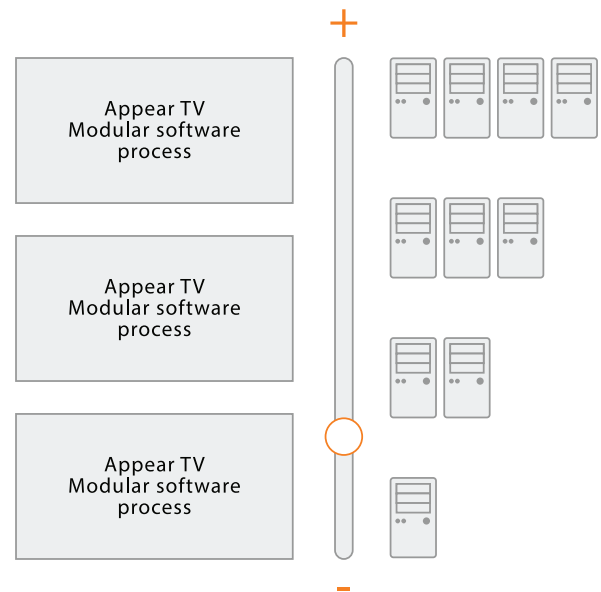 +
Appear TV
Modular software
process
Appear TV
Modular software
process
Appear TV
Modular software
process
-